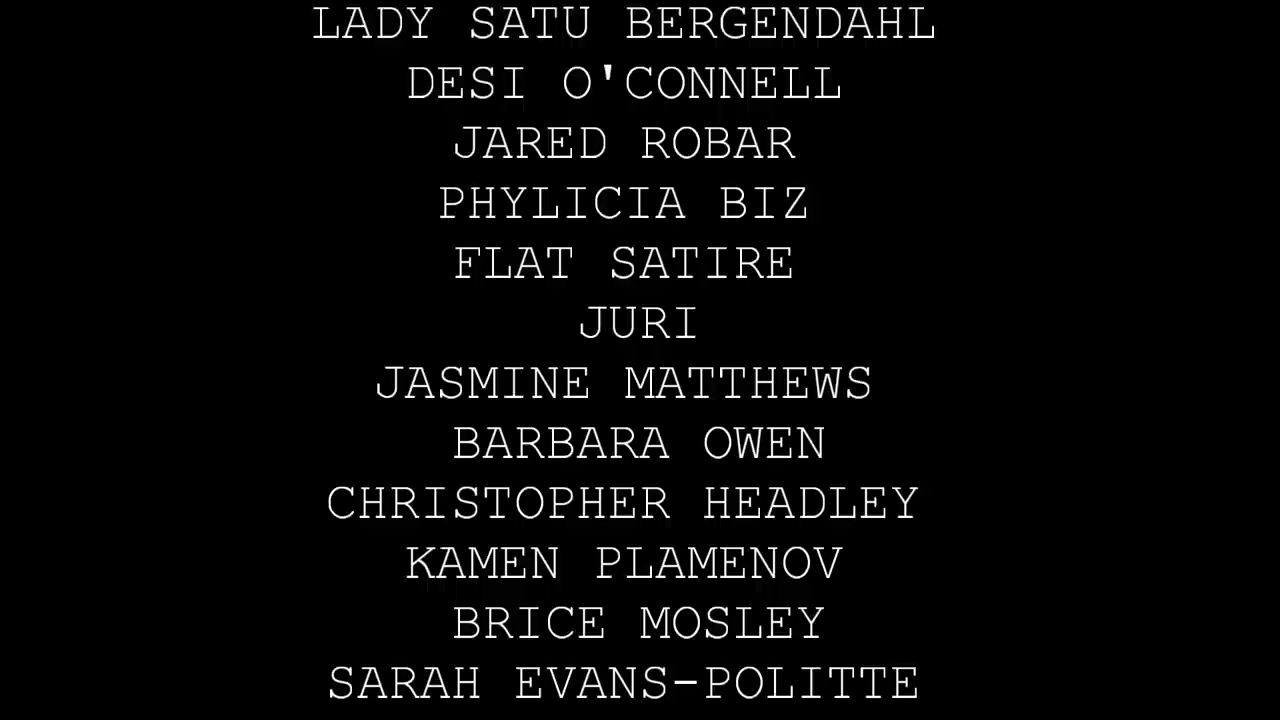 LADY SATU BERGENDAHL
DESI O'CONNELL
JARED ROBAR
PHYLICIA BIZ
FLAT SATIRE
JURI
JASMINE MATTHEWS
BARBARA OWEN
CHRISTOPHER HEADLEY
KAMEN PLAMENOV
BRICE MOSLEY
SARAH EVANS-POLITTE